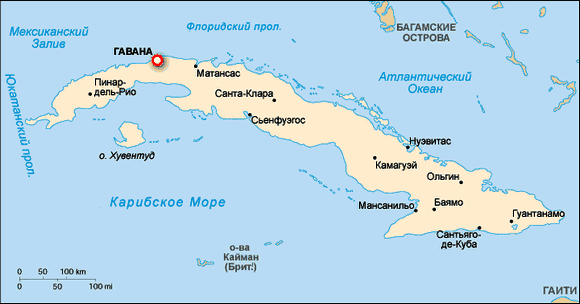 Мексиканский
Залив
Флоридский прол.
БАГАМСКИЕ
ОСТРОВА
ГАВАНА
Матансас
Атлантический
Океан
Пинар-
дель-Рио
Санта-Клара
Юкатанский прол.
Сьенфуэгос
Нуэвитас
о. Хувентуд
Камагуэй
Ольгин
Карибское Море
Мансанильо
Баямо
Гуантанамо
Сантьяго-
де-Куба
о-ва
Кайман
(Брит!)
0 50 100 km
0 50 100 mi
ГАИТИ